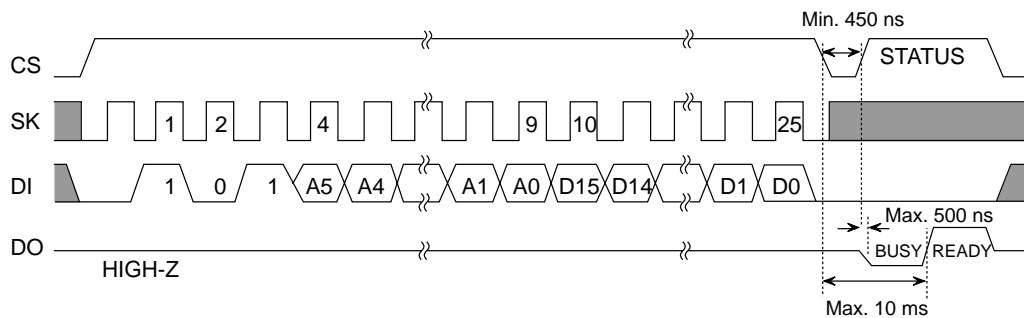 Min. 450 ns
CS STATUS
SK 1 2 4 9 10 25
DI 1 0 1 A5 A4 A1 A0 D15 D14 D1 D0
Max. 500 ns
DO BUSY READY
HIGH-Z
Max. 10 ms